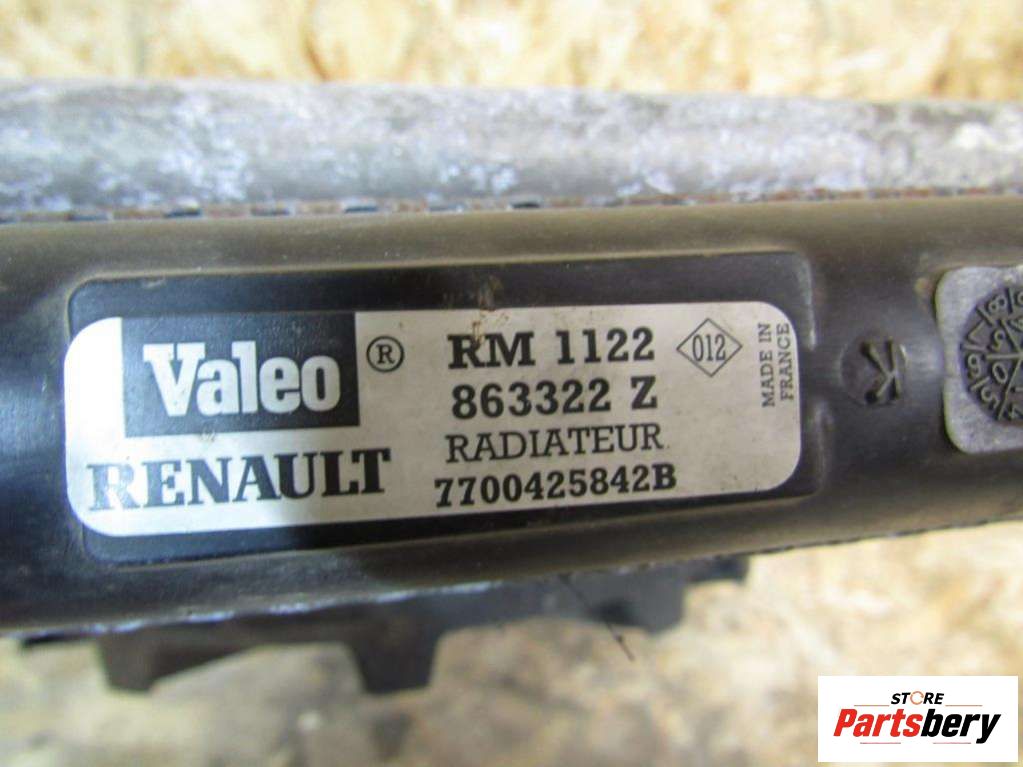 Valeo ®
RENAULT
RM 1122
863322 Z
RADIATEUR
7700425842B
012
MADE IN
FRANCE
K
STORE
Partsbery